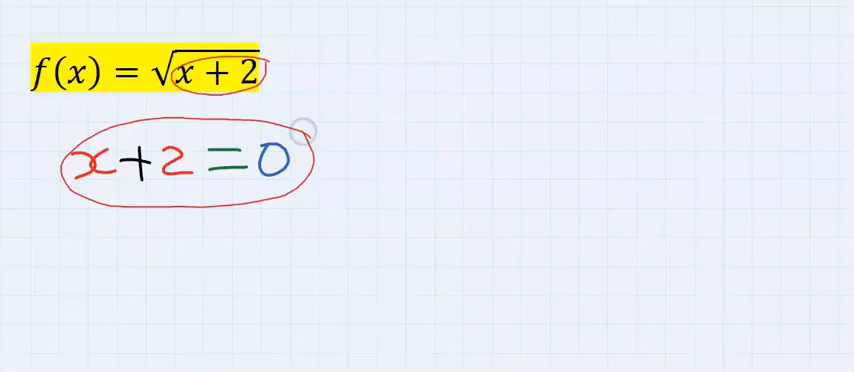 f(x) = √x + 2
x + 2 = 0